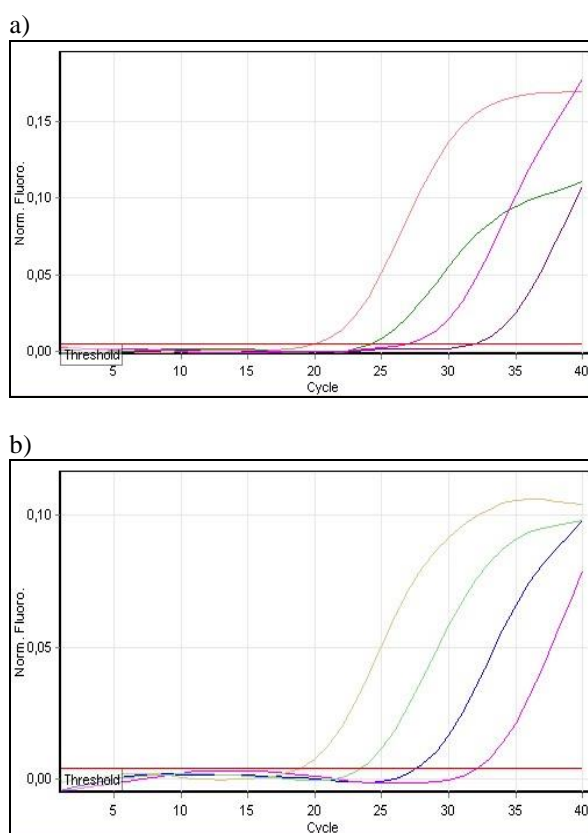 a)
0,15
Norm. Fluoro.
0,10
0,05
0,00
Threshold
5 10 15 20 25 30 35 40
Cycle
b)
0,10
Norm. Fluoro.
0,05
0,00
Threshold
5 10 15 20 25 30 35 40
Cycle